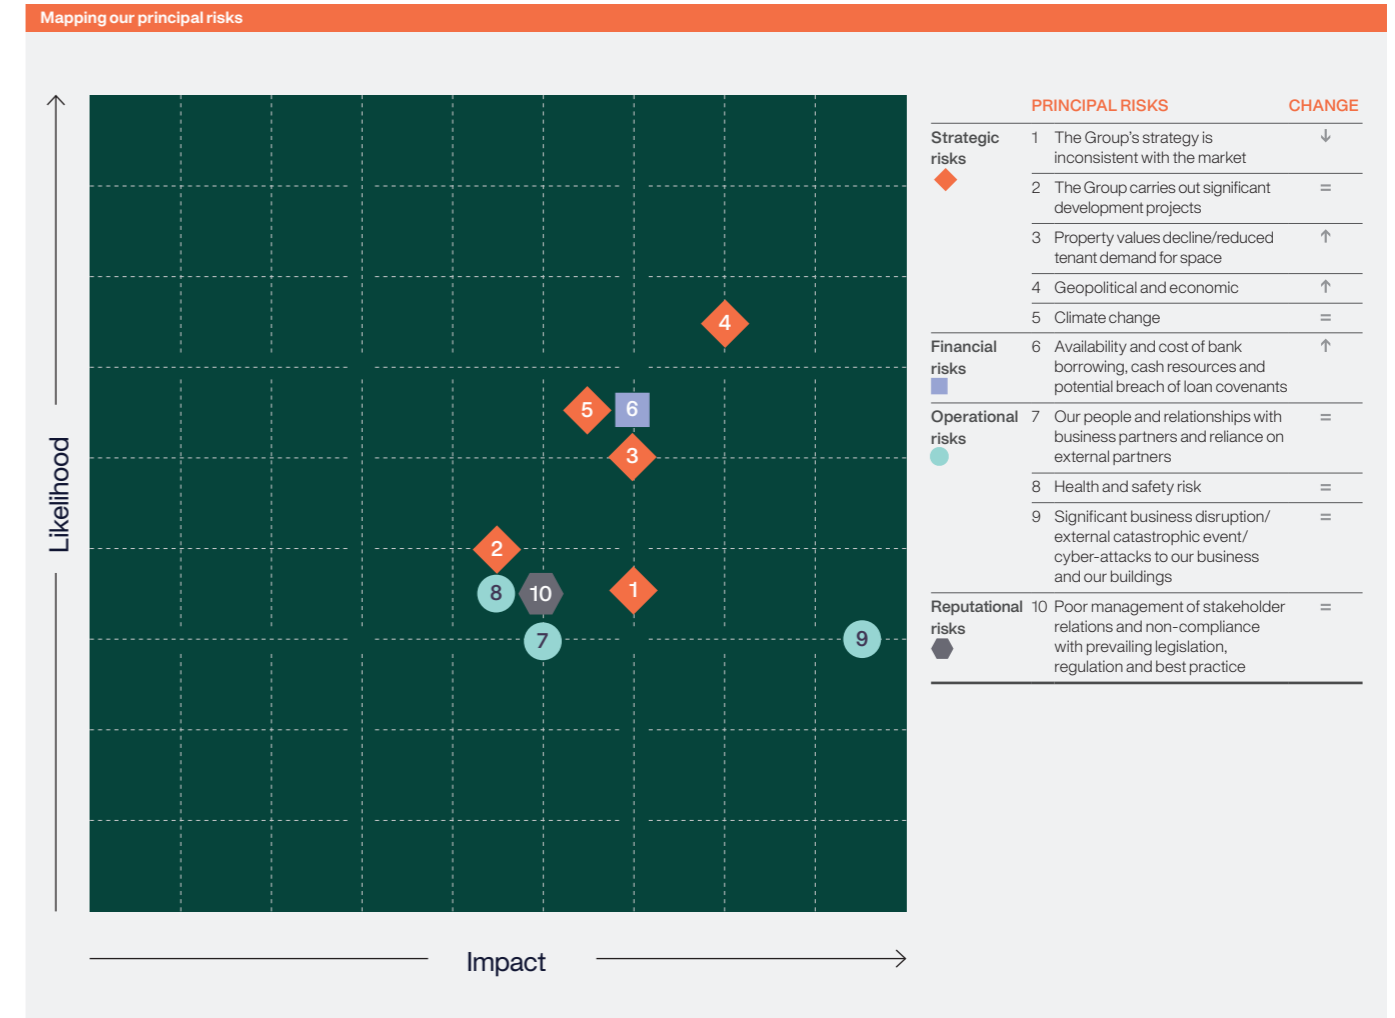 Mapping our principal risks
Likelihood
4
5
6
3
2
8
10
1
7
9
Impact
PRINCIPAL RISKS CHANGE
Strategic 1 The Group's strategy is ↓
risks inconsistent with the market
2 The Group carries out significant =
development projects
3 Property values decline/reduced ↑
tenant demand for space
4 Geopolitical and economic ↑
5 Climate change =
Financial 6 Availability and cost of bank ↑
risks borrowing, cash resources and
potential breach of loan covenants
Operational 7 Our people and relationships with =
risks business partners and reliance on
external partners
8 Health and safety risk =
9 Significant business disruption/ =
external catastrophic event/
cyber-attacks to our business
and our buildings
Reputational 10 Poor management of stakeholder =
risks relations and non-compliance
with prevailing legislation,
regulation and best practice